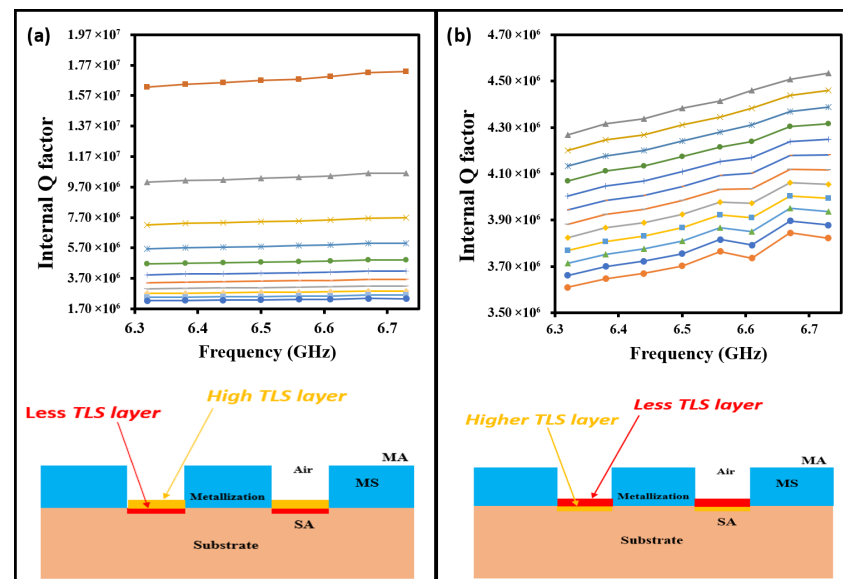 (a)
1.97 ×10⁷
1.77 ×10⁷
1.57 ×10⁷
1.37 ×10⁷
1.17 ×10⁷
9.70 ×10⁶
7.70 ×10⁶
5.70 ×10⁶
3.70 ×10⁶
1.70 ×10⁶
Internal Q factor
6.3 6.4 6.5 6.6 6.7
Frequency (GHz)
High TLS layer
Less TLS layer
Air
MA
MS
Metallization
SA
Substrate
(b)
4.70 ×10⁶
4.50 ×10⁶
4.30 ×10⁶
4.10 ×10⁶
3.90 ×10⁶
3.70 ×10⁶
3.50 ×10⁶
Internal Q factor
6.3 6.4 6.5 6.6 6.7
Frequency (GHz)
Less TLS layer
Higher TLS layer
Air
MA
MS
Metallization
SA
Substrate